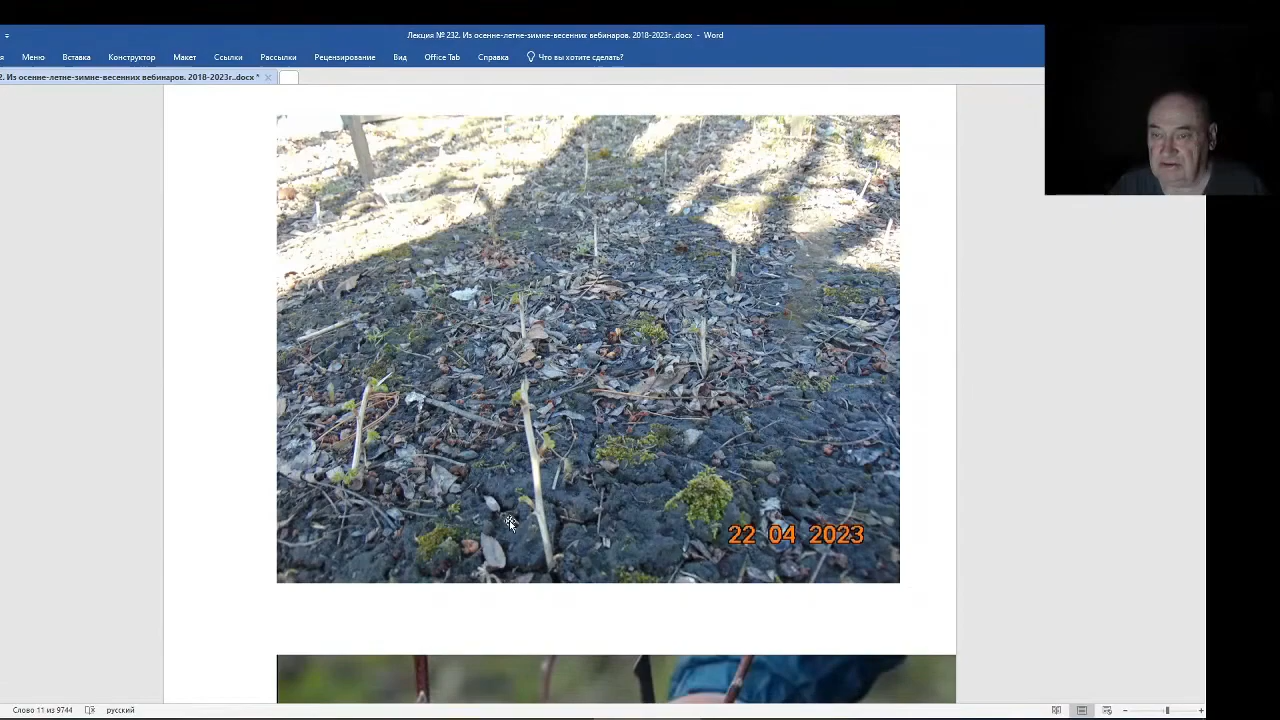 Лекция № 232. Из осенне-летне-зимне-весенних вебинаров. 2018-2023г..docx - Word
Меню Вставка Конструктор Макет Ссылки Рассылки Рецензирование Вид Office Tab Справка Что вы хотите сделать?
2. Из осенне-летне-зимне-весенних вебинаров. 2018-2023г..docx *
22 04 2023
Слово 11 из 9744 русский